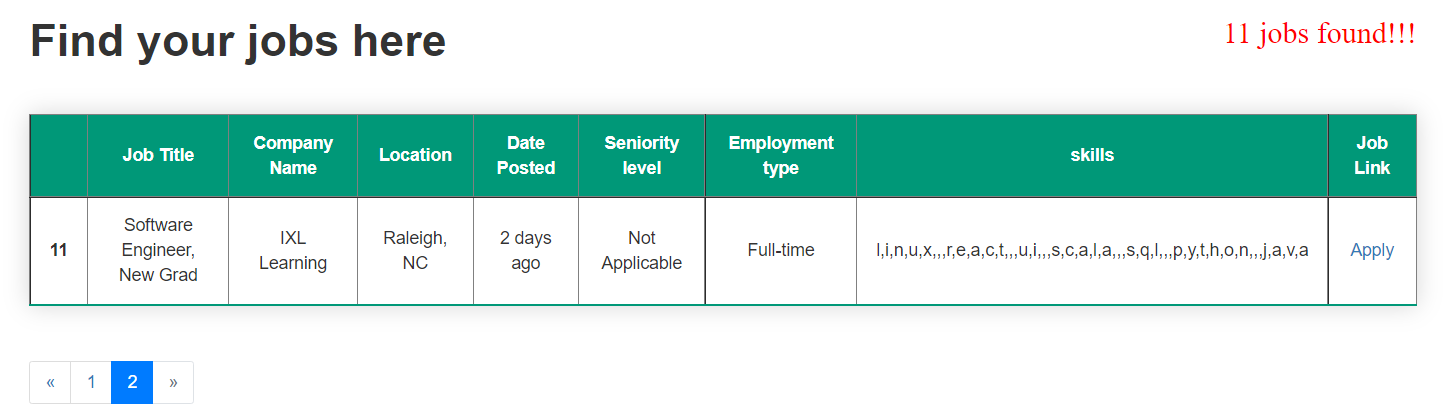 Find your jobs here
11 jobs found!!!
Job Title
Company Name
Location
Date Posted
Seniority level
Employment type
skills
Job Link
11
Software Engineer, New Grad
IXL Learning
Raleigh, NC
2 days ago
Not Applicable
Full-time
l,i,n,u,x,,,r,e,a,c,t,,,u,i,,,s,c,a,l,a,,,s,q,l,,,p,y,t,h,o,n,,,j,a,v,a
Apply
« 1 2 »